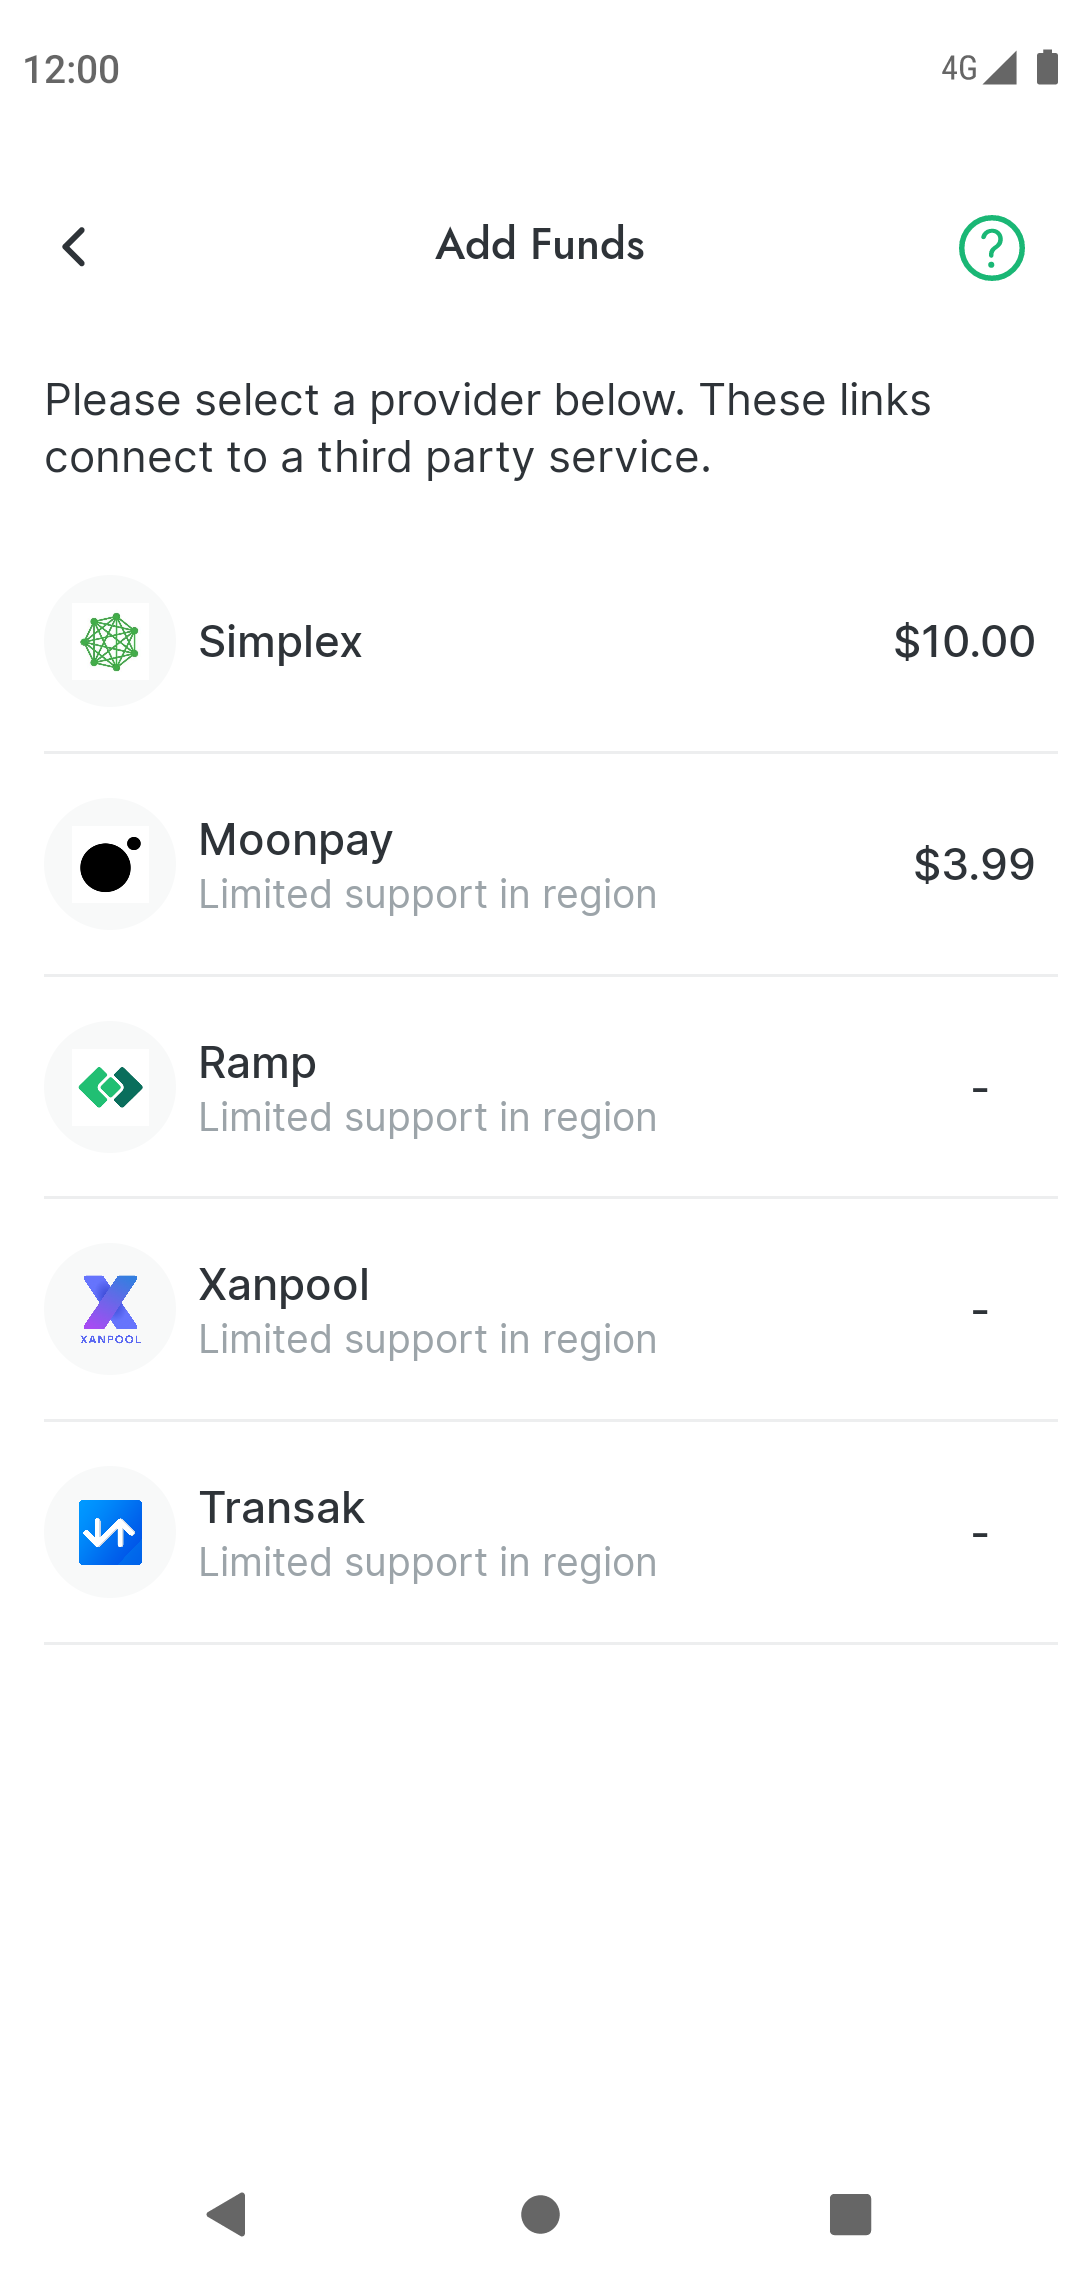 12:00
4G
Add Funds
Please select a provider below. These links
connect to a third party service.
Simplex
$10.00
Moonpay
Limited support in region
$3.99
Ramp
Limited support in region
-
XANPOOL
Xanpool
Limited support in region
-
Transak
Limited support in region
-